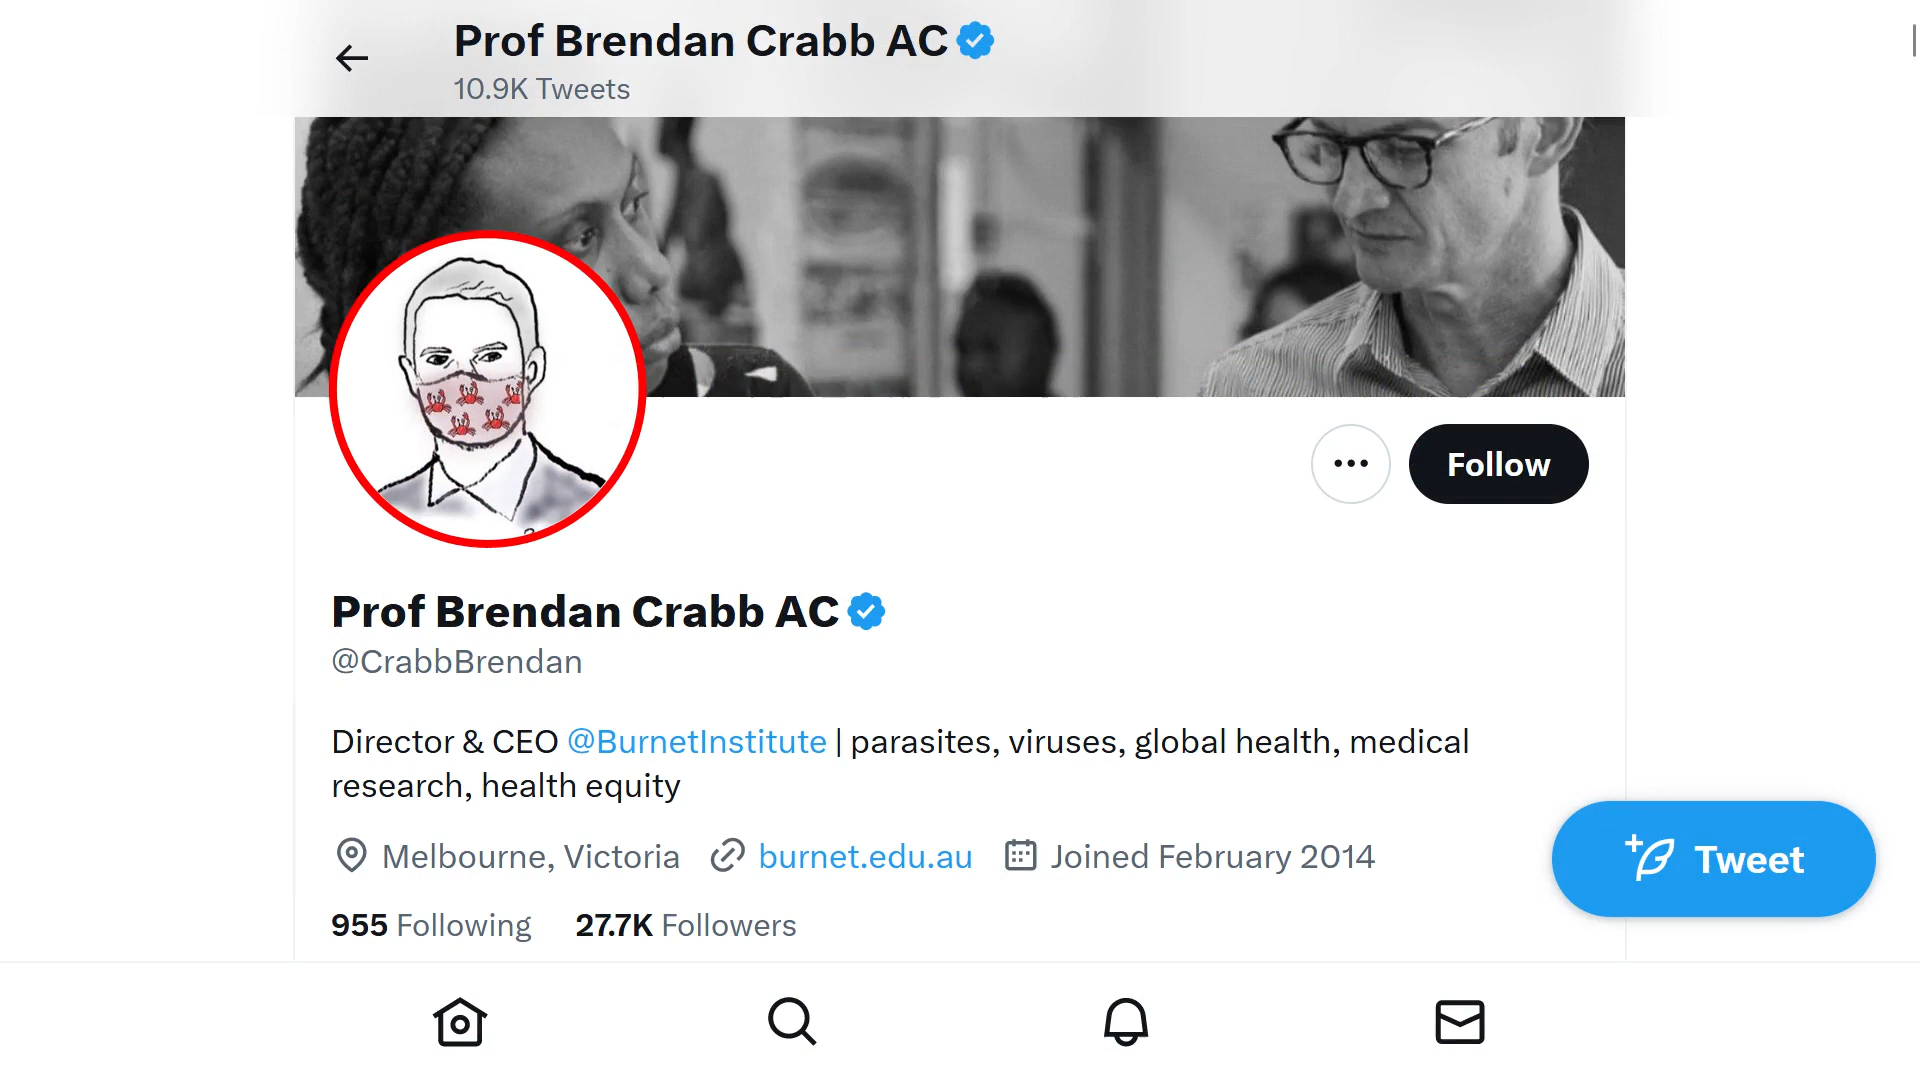 Prof Brendan Crabb AC
10.9K Tweets
Follow
Prof Brendan Crabb AC
@CrabbBrendan
Director & CEO @BurnetInstitute | parasites, viruses, global health, medical
research, health equity
Melbourne, Victoria burnet.edu.au Joined February 2014
Tweet
955 Following 27.7K Followers